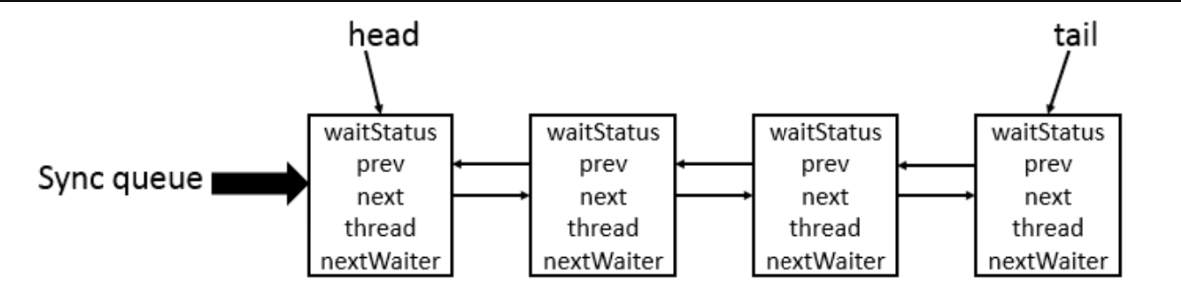 head
tail
Sync queue
waitStatus
prev
next
thread
nextWaiter
waitStatus
prev
next
thread
nextWaiter
waitStatus
prev
next
thread
nextWaiter
waitStatus
prev
next
thread
nextWaiter